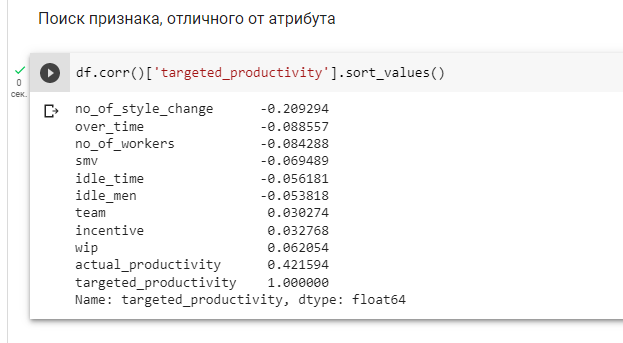 Поиск признака, отличного от атрибута
df.corr()['targeted_productivity'].sort_values()
0
сек.
no_of_style_change -0.209294
over_time -0.088557
no_of_workers -0.084288
smv -0.069489
idle_time -0.056181
idle_men -0.053818
team 0.030274
incentive 0.032768
wip 0.062054
actual_productivity 0.421594
targeted_productivity 1.000000
Name: targeted_productivity, dtype: float64